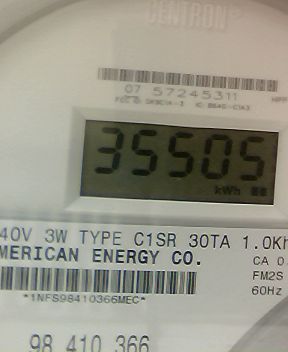 CENTRON®
07 57245311
35505
kWh
40V 3W TYPE C1SR 30TA 1.0Kh
MERICAN ENERGY CO.
CA 0.
FM2S
60Hz
*1NFS98410366MEC*
98 410 366